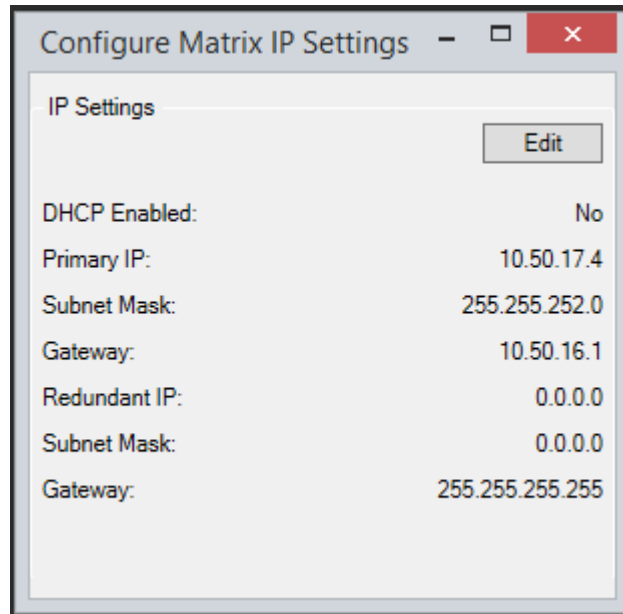 Configure Matrix IP Settings
IP Settings
Edit
DHCP Enabled: No
Primary IP: 10.50.17.4
Subnet Mask: 255.255.252.0
Gateway: 10.50.16.1
Redundant IP: 0.0.0.0
Subnet Mask: 0.0.0.0
Gateway: 255.255.255.255